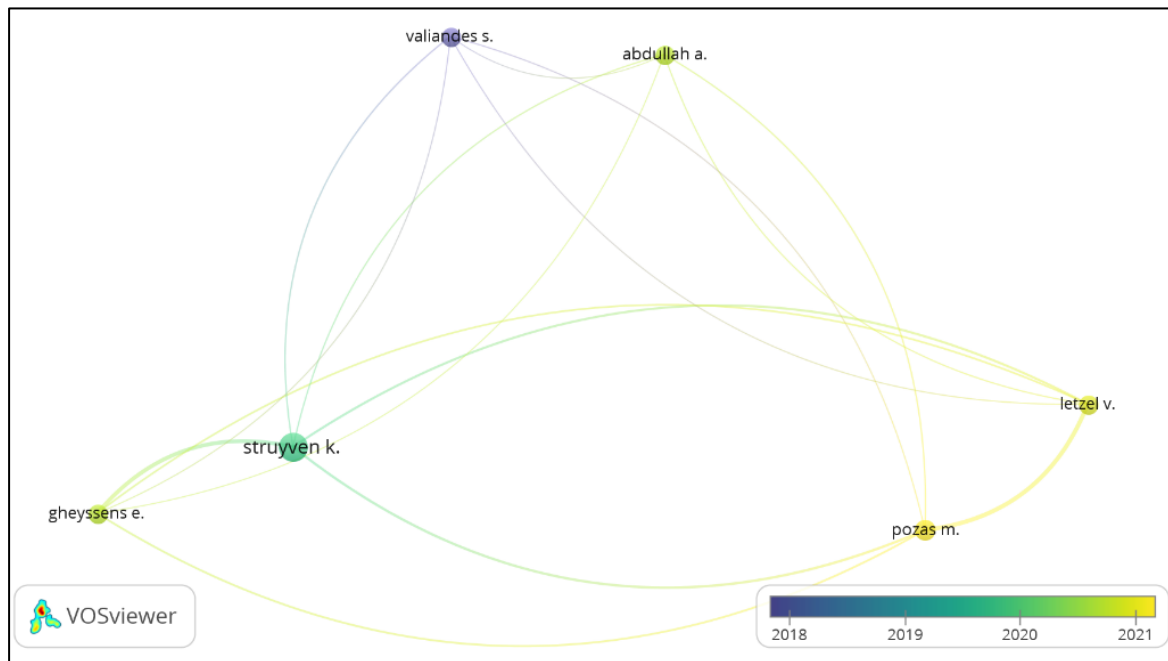 valiandes s.
abdullah a.
letzel v.
struyven k.
gheyssens e.
pozas m.
VOSviewer
2018 2019 2020 2021